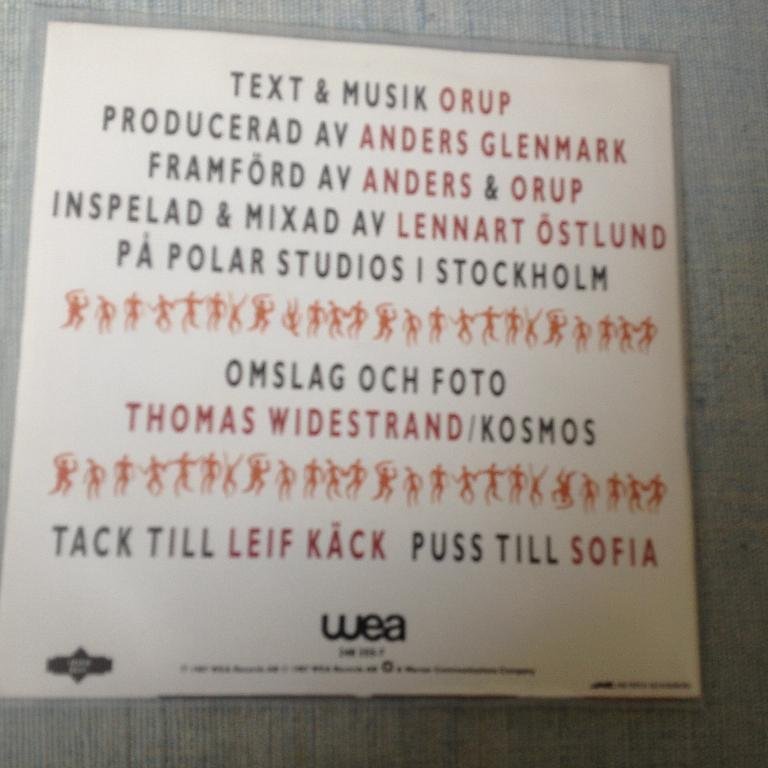 TEXT & MUSIK ORUP
PRODUCERAD AV ANDERS GLENMARK
FRAMFÖRD AV ANDERS & ORUP
INSPELAD & MIXAD AV LENNART ÖSTLUND
PÅ POLAR STUDIOS I STOCKHOLM
OMSLAG OCH FOTO
THOMAS WIDESTRAND/KOSMOS
TACK TILL LEIF KÄCK PUSS TILL SOFIA
wea